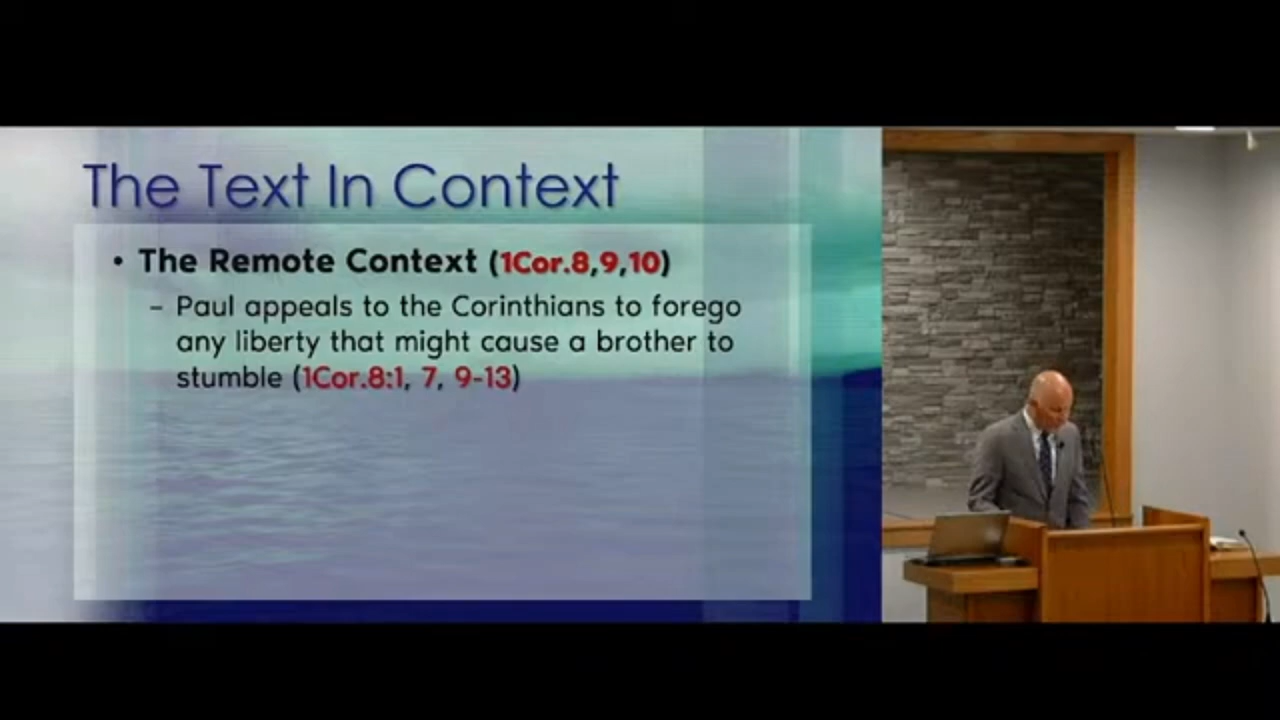 The Text In Context
• The Remote Context (1Cor.8,9,10)
– Paul appeals to the Corinthians to forego
any liberty that might cause a brother to
stumble (1Cor.8:1, 7, 9-13)